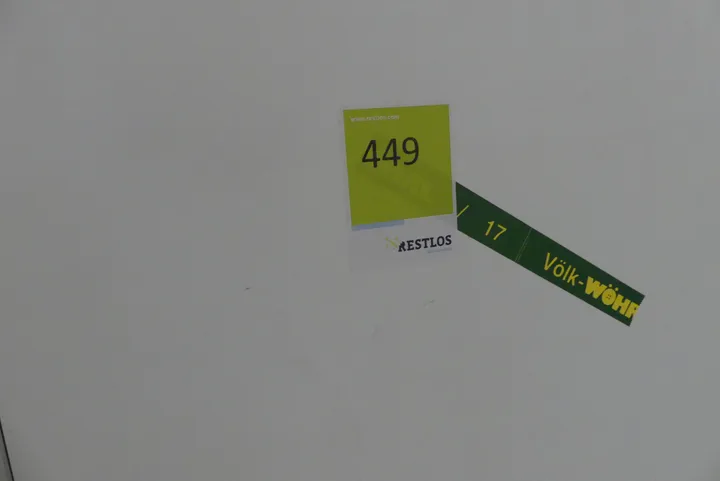 449
RESTLOS
/ 17 Völk-WÖHR